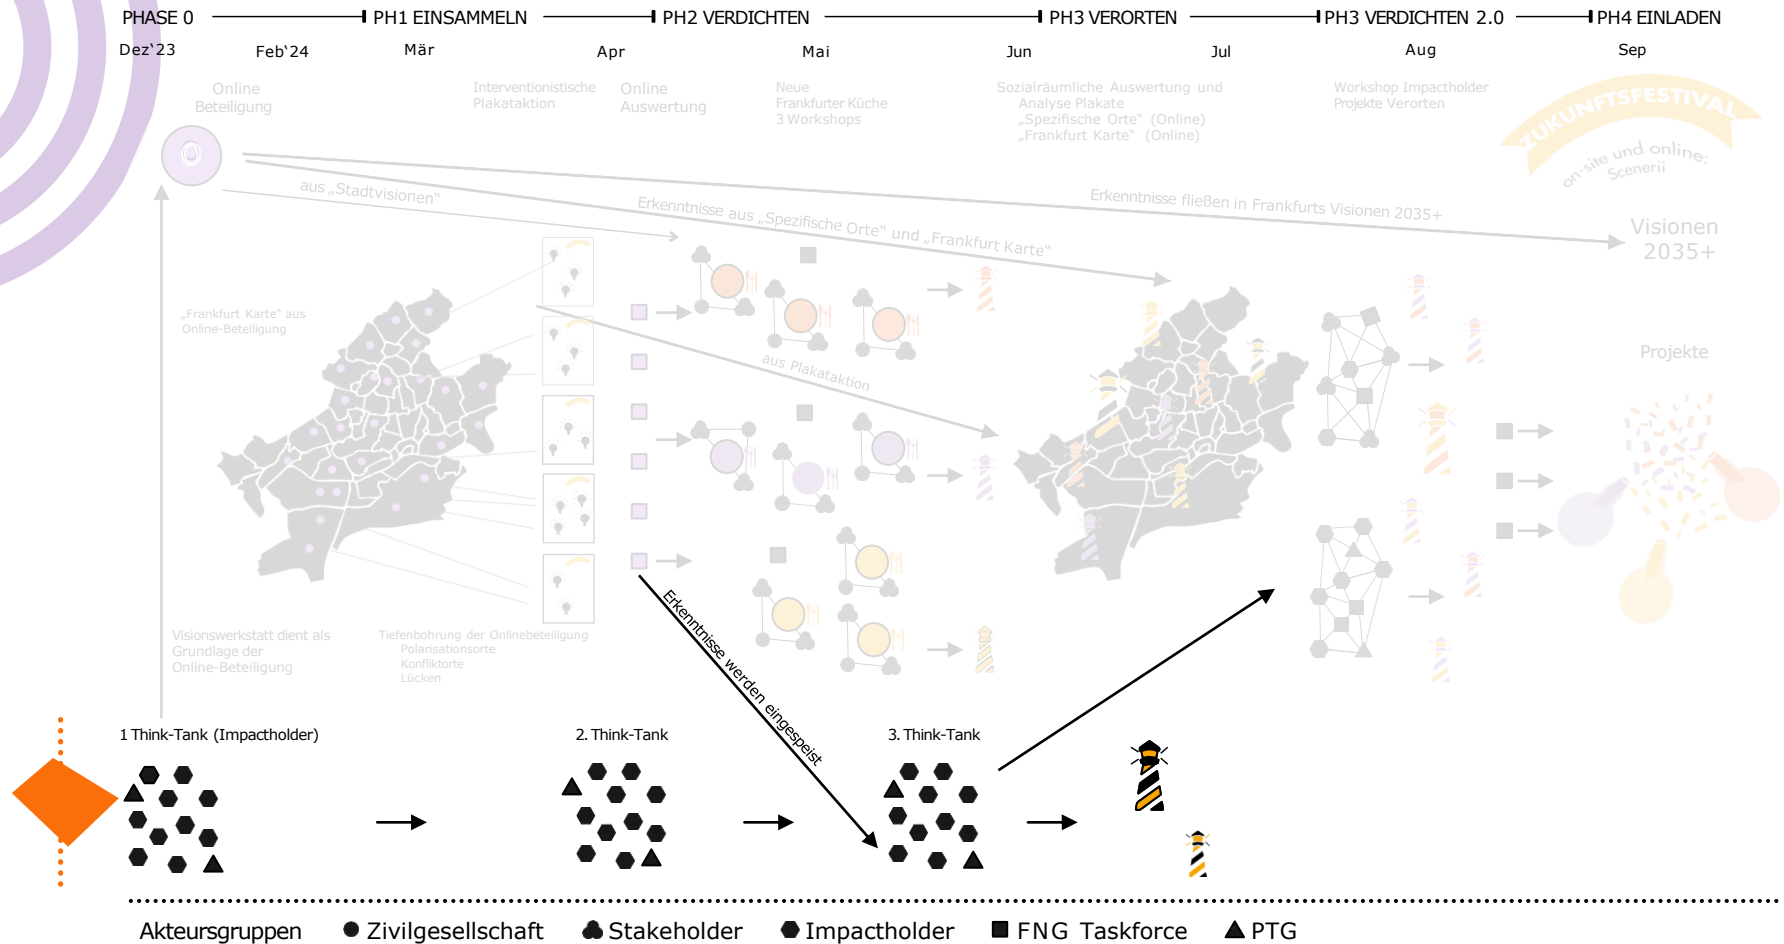 PHASE 0
PH1 EINSAMMELN
PH2 VERDICHTEN
PH3 VERORTEN
PH3 VERDICHTEN 2.0
PH4 EINLADEN
Dez‘23
Feb‘24
Mär
Apr
Mai
Jun
Jul
Aug
Sep
Online
Beteiligung
Interventionistische
Plakataktion
Online
Auswertung
Neue
Frankfurter Küche
3 Workshops
Sozialräumliche Auswertung und
Analyse Plakate
„Spezifische Orte“ (Online)
„Frankfurt Karte“ (Online)
Workshop Impactholder
Projekte Verorten
ZUKUNFTSFESTIVAL
on-site und online:
Scenerii
0
aus „Stadtvisionen“
Erkenntnisse aus „Spezifische Orte“ und „Frankfurt Karte“
Erkenntnisse fließen in Frankfurts Visionen 2035+
Visionen
2035+
„Frankfurt Karte“ aus
Online-Beteiligung
aus Plakataktion
Projekte
Visionswerkstatt dient als
Grundlage der
Online-Beteiligung
Tiefenbohrung der Onlinebeteiligung
Polarisationsorte
Konfliktorte
Lücken
Erkenntnisse werden eingespeist
1 Think-Tank (Impactholder)
2. Think-Tank
3. Think-Tank
Akteursgruppen
Zivilgesellschaft
Stakeholder
Impactholder
FNG Taskforce
PTG